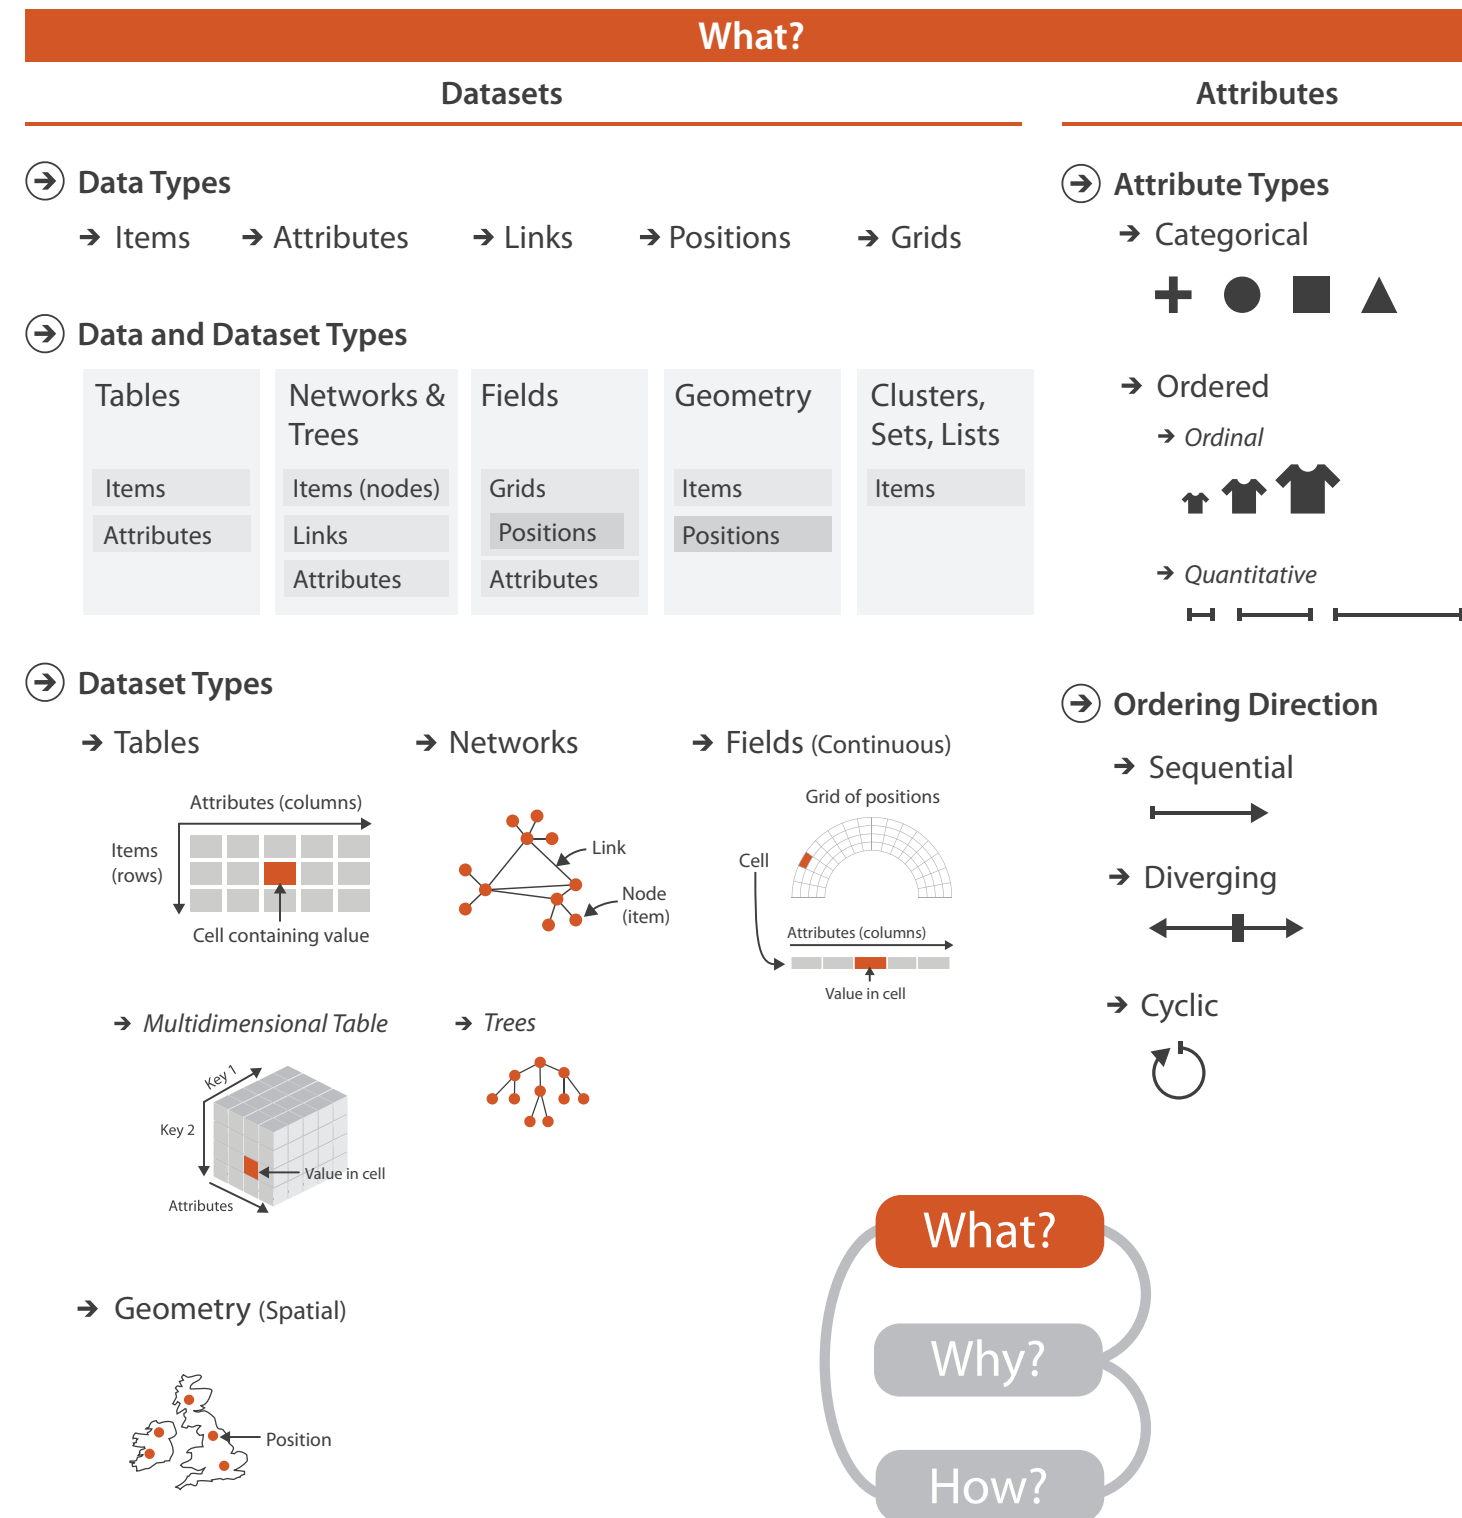 What?
Datasets
Attributes
Data Types
Items
Attributes
Links
Positions
Grids
Data and Dataset Types
Tables
Items
Attributes
Networks &
Trees
Items (nodes)
Links
Attributes
Fields
Grids
Positions
Attributes
Geometry
Items
Positions
Clusters,
Sets, Lists
Items
Dataset Types
Tables
Attributes (columns)
Items
(rows)
Cell containing value
Networks
Link
Node
(item)
Fields (Continuous)
Grid of positions
Cell
Attributes (columns)
Value in cell
Multidimensional Table
Key 1
Key 2
Value in cell
Attributes
Trees
Geometry (Spatial)
Position
Attribute Types
Categorical
Ordered
Ordinal
Quantitative
Ordering Direction
Sequential
Diverging
Cyclic
What?
Why?
How?